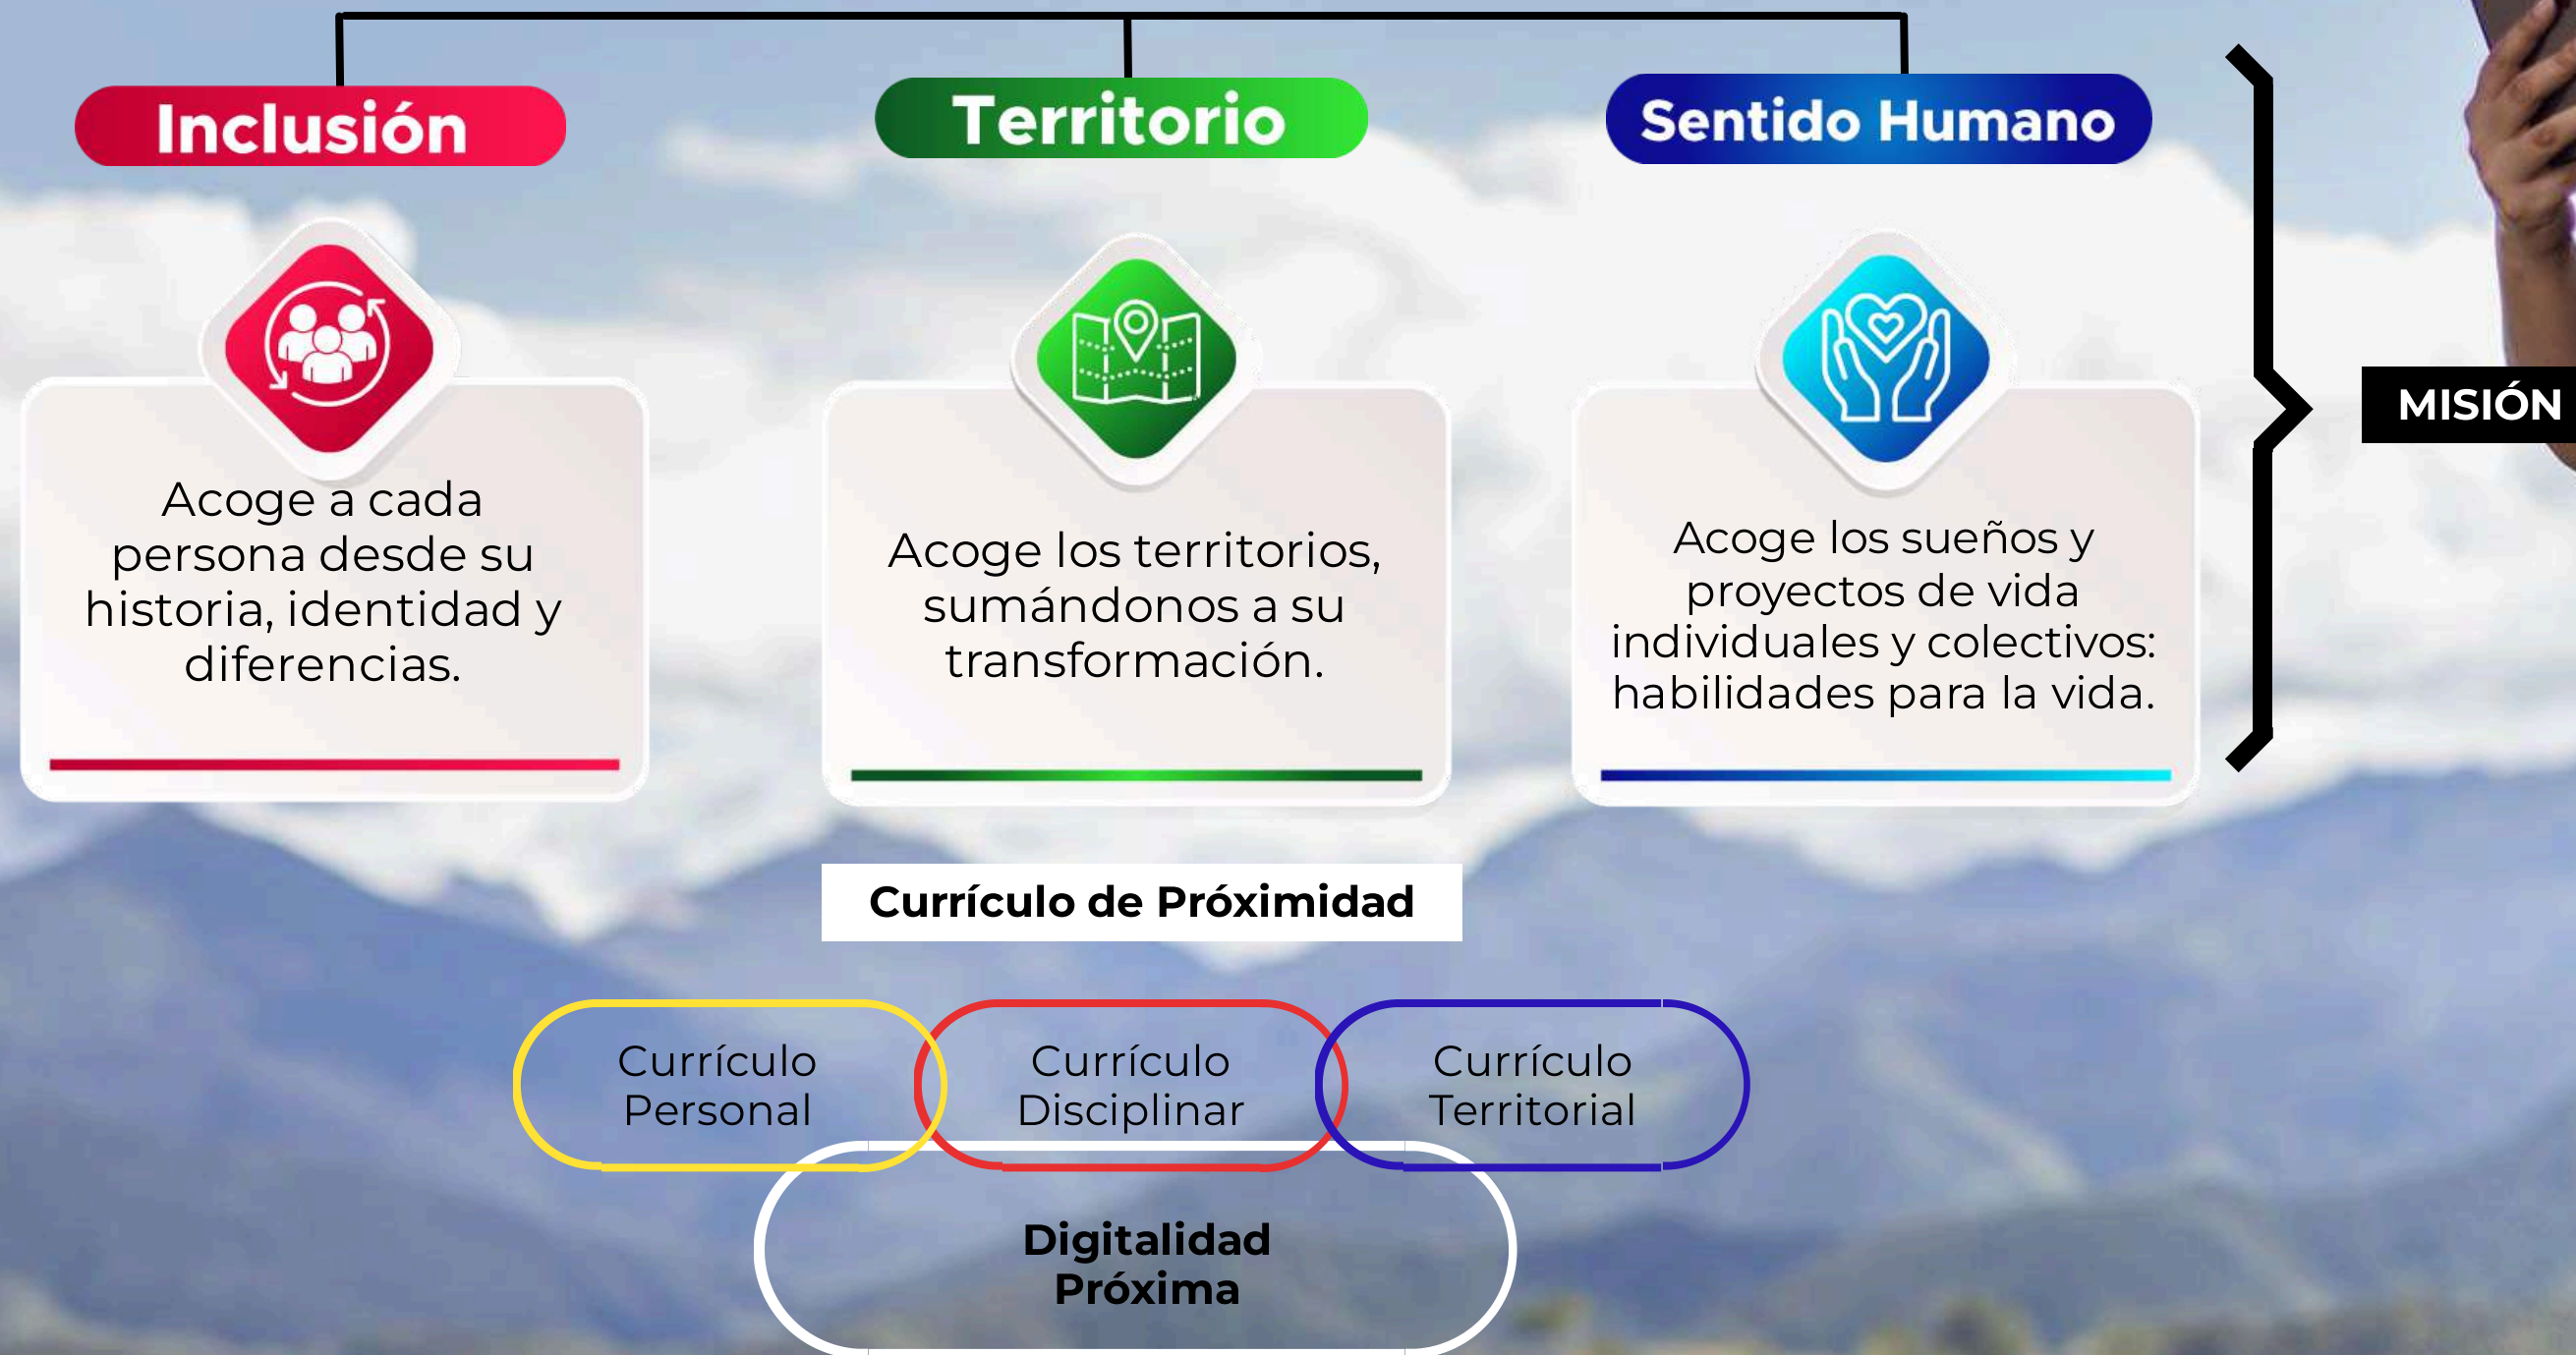 Inclusión
Territorio
Sentido Humano
Acoge a cada
persona desde su
historia, identidad y
diferencias.
Acoge los territorios,
sumándonos a su
transformación.
Acoge los sueños y
proyectos de vida
individuales y colectivos:
habilidades para la vida.
MISIÓN
Currículo de Próximidad
Currículo
Personal
Currículo
Disciplinar
Currículo
Territorial
Digitalidad
Próxima